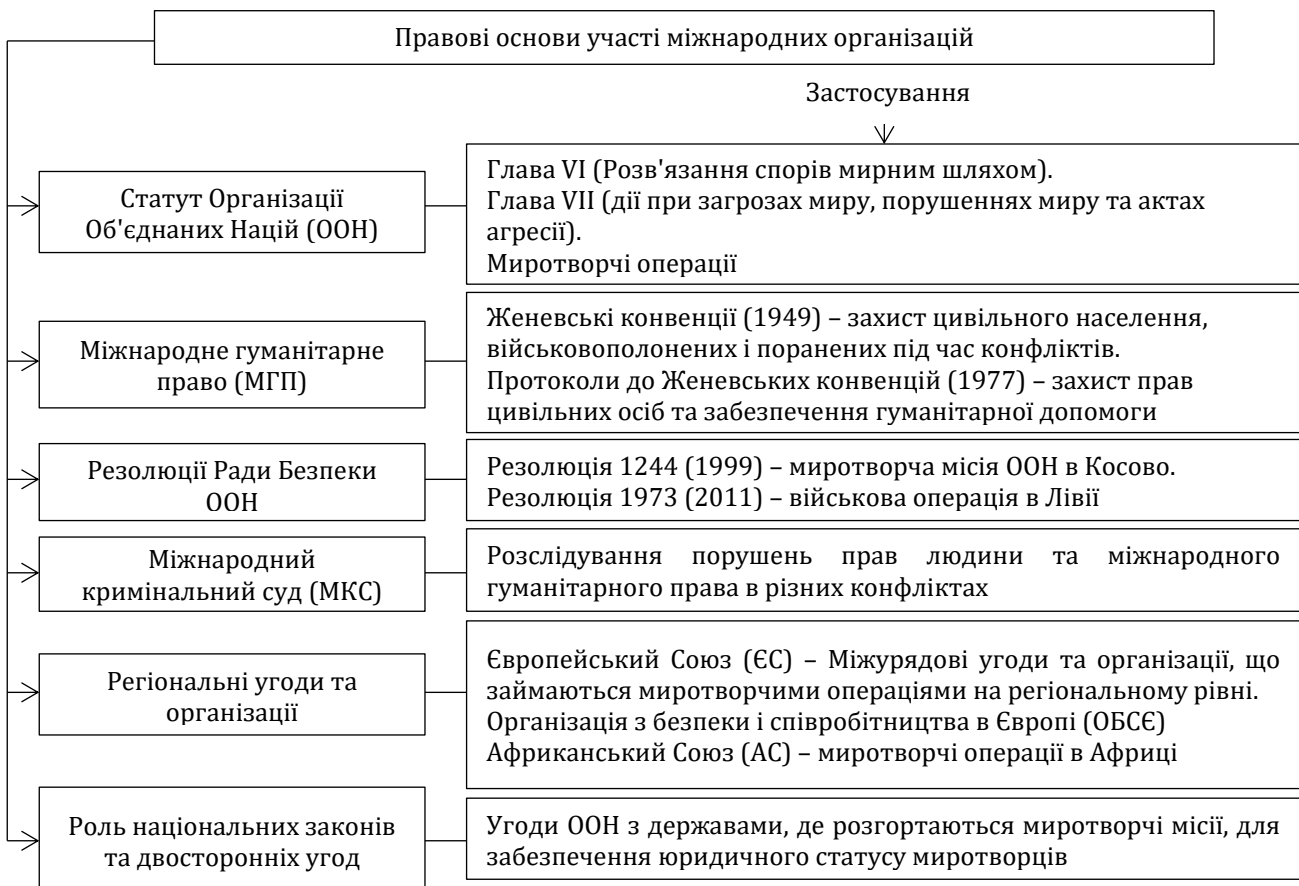 Правові основи участі міжнародних організацій
Застосування
Статут Організації
Об'єднаних Націй (ООН)
Глава VI (Розв'язання спорів мирним шляхом).
Глава VII (дії при загрозах миру, порушеннях миру та актах
агресії).
Миротворчі операції
Міжнародне гуманітарне
право (МГП)
Женевські конвенції (1949) – захист цивільного населення,
військовополонених і поранених під час конфліктів.
Протоколи до Женевських конвенцій (1977) – захист прав
цивільних осіб та забезпечення гуманітарної допомоги
Резолюції Ради Безпеки
ООН
Резолюція 1244 (1999) – миротворча місія ООН в Косово.
Резолюція 1973 (2011) – військова операція в Лівії
Міжнародний
кримінальний суд (МКС)
Розслідування порушень прав людини та міжнародного
гуманітарного права в різних конфліктах
Регіональні угоди та
організації
Європейський Союз (ЄС) – Міжурядові угоди та організації, що
займаються миротворчими операціями на регіональному рівні.
Організація з безпеки і співробітництва в Європі (ОБСЄ)
Африканський Союз (АС) – миротворчі операції в Африці
Роль національних законів
та двосторонніх угод
Угоди ООН з державами, де розгортаються миротворчі місії, для
забезпечення юридичного статусу миротворців